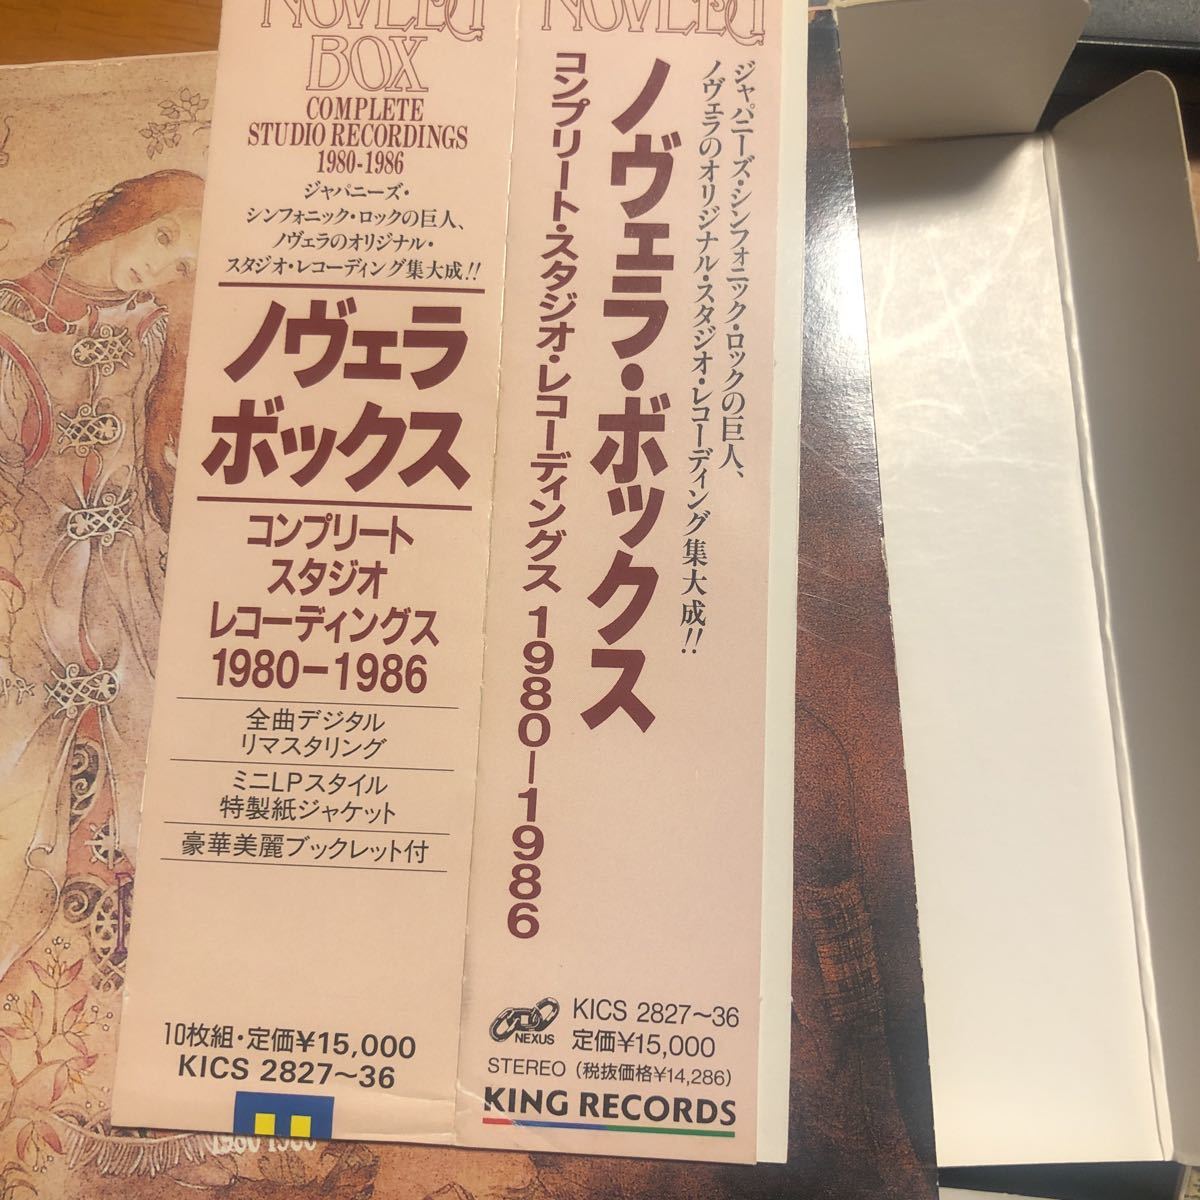 NOVELA
BOX
COMPLETE
STUDIO RECORDINGS
1980-1986
ジャパニーズ・
シンフォニック・ロックの巨人、
ノヴェラのオリジナル・
スタジオ・レコーディング集大成!!
ノヴェラ
ボックス
コンプリート
スタジオ
レコーディングス
1980−1986
全曲デジタル
リマスタリング
ミニLPスタイル
特製紙ジャケット
豪華美麗ブックレット付
10枚組・定価¥15,000
KICS 2827〜36
NOVELA
ジャパニーズ・シンフォニック・ロックの巨人、
ノヴェラのオリジナル・スタジオ・レコーディング集大成!!
ノヴェラ・ボックス
コンプリート・スタジオ・レコーディングス 1980−1986
NEXUS
KICS 2827〜36
定価¥15,000
STEREO (税抜価格¥14,286)
KING RECORDS
1980-1986